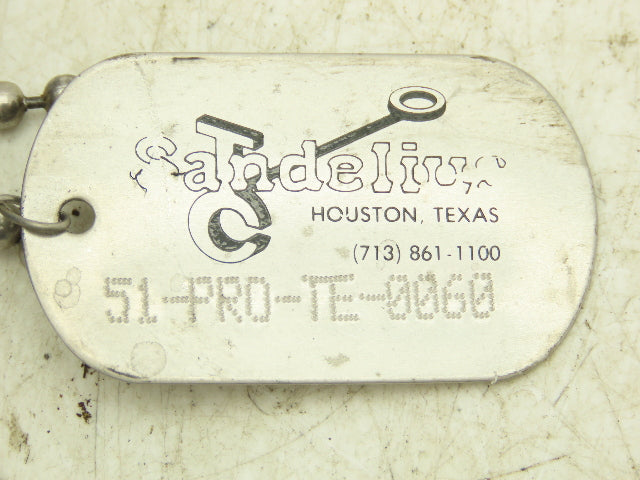 Sandelius
HOUSTON, TEXAS
(713) 861-1100
51-PRO-TE-0060